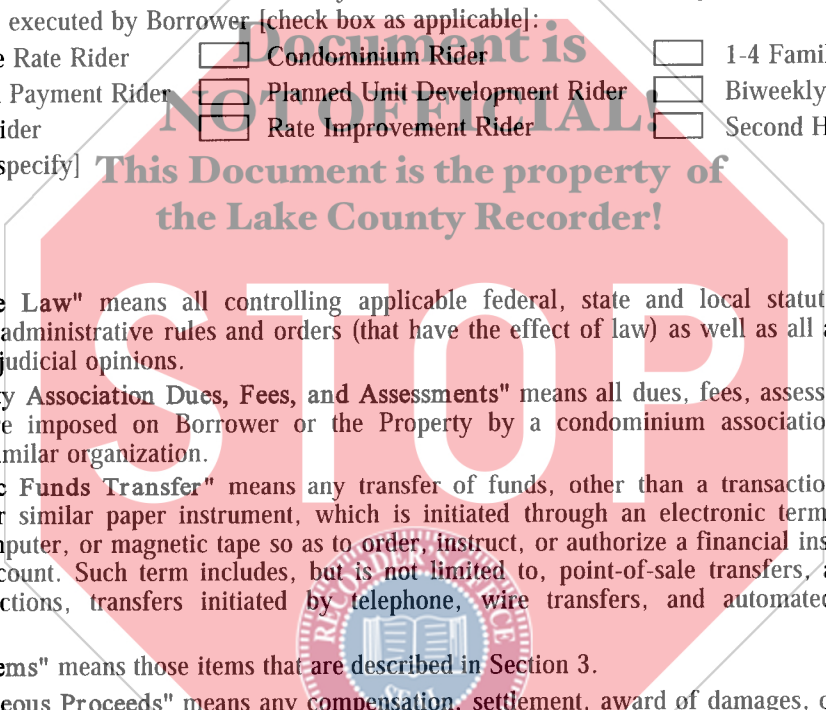 executed by Borrower [check box as applicable]:
Document is
e Rate Rider Condominium Rider 1-4 Famil
Payment Rider Planned Unit Development Rider Biweekly
NOT OFFICIAL!
ider Rate Improvement Rider Second H
specify]
This Document is the property of
the Lake County Recorder!
e Law" means all controlling applicable federal, state and local statut
administrative rules and orders (that have the effect of law) as well as all a
judicial opinions.
STOP
y Association Dues, Fees, and Assessments" means all dues, fees, assess
re imposed on Borrower or the Property by a condominium associatio
milar organization.
c Funds Transfer" means any transfer of funds, other than a transactio
r similar paper instrument, which is initiated through an electronic term
puter, or magnetic tape so as to order, instruct, or authorize a financial ins
count. Such term includes, but is not limited to, point-of-sale transfers, a
ctions, transfers initiated by telephone, wire transfers, and automated
RECORDER OFFICE
SEAL
ems" means those items that are described in Section 3.
eous Proceeds" means any compensation, settlement, award of damages, o